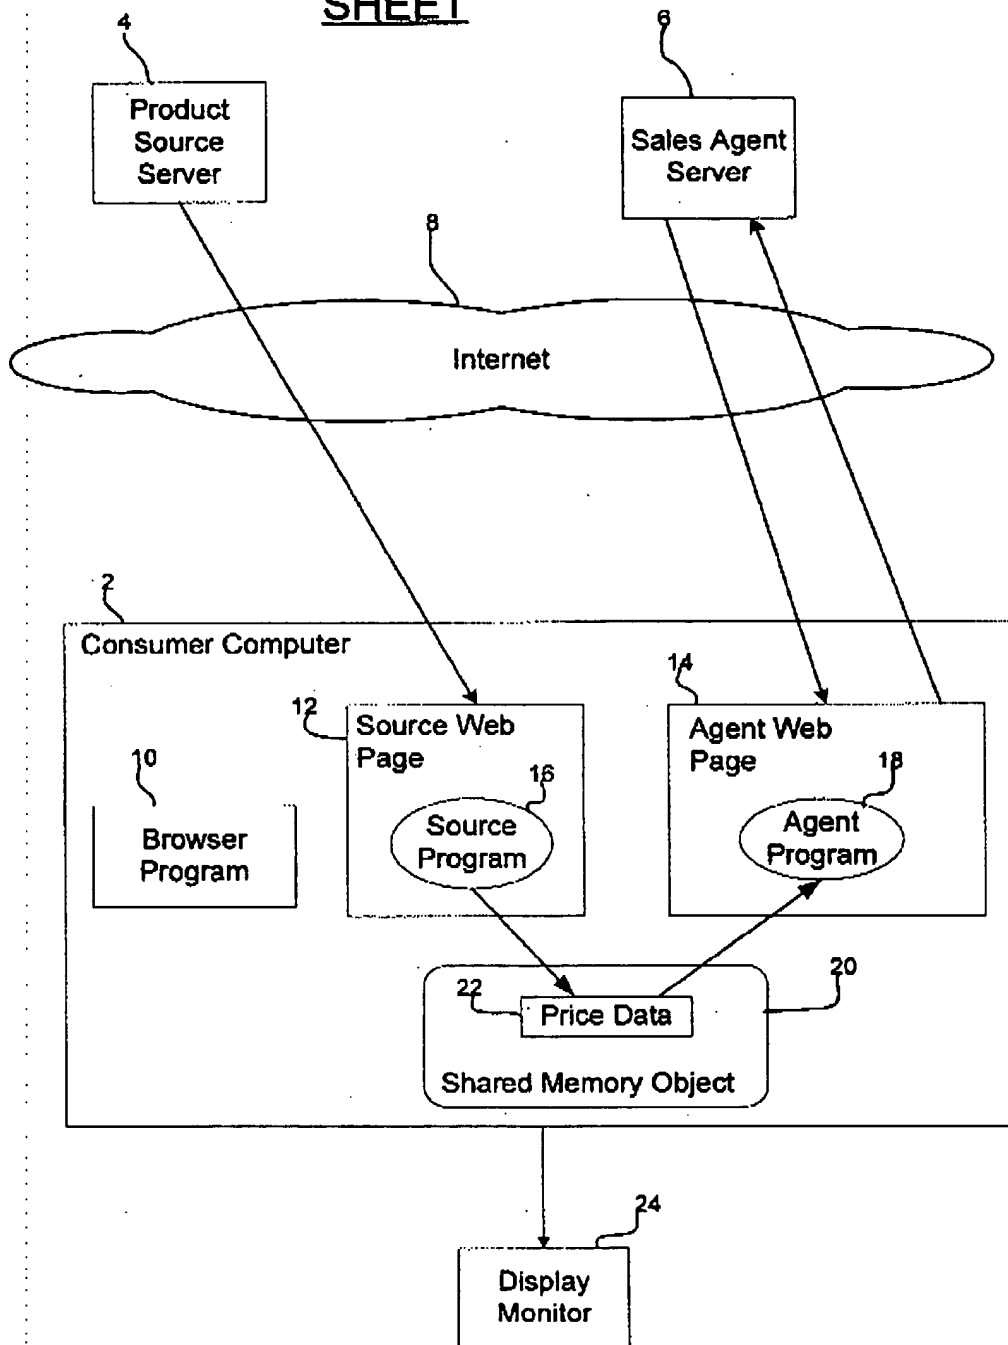 SHEET
4
6
Product
Source
Server
Sales Agent
Server
8
Internet
2
Consumer Computer
12
Source Web
Page
14
Agent Web
Page
10
Browser
Program
16
Source
Program
18
Agent
Program
22
Price Data
20
Shared Memory Object
24
Display
Monitor